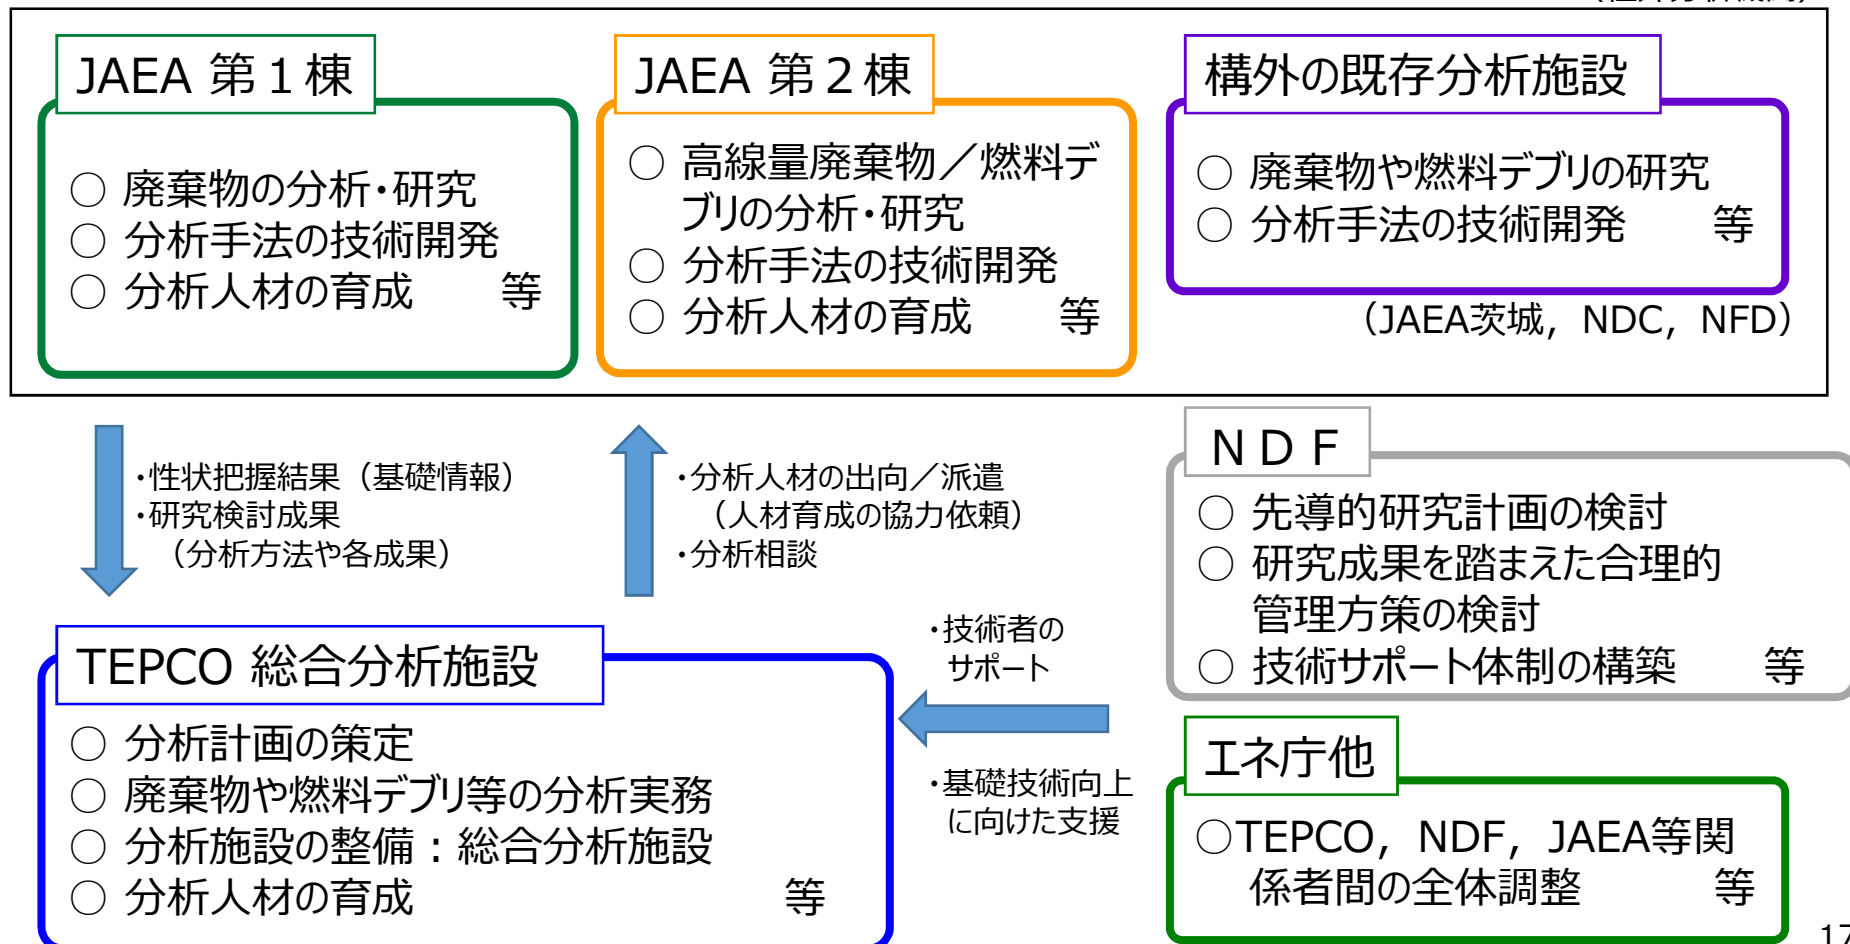 JAEA 第1棟
○ 廃棄物の分析・研究
○ 分析手法の技術開発
○ 分析人材の育成　　等
JAEA 第2棟
○ 高線量廃棄物／燃料デ
ブリの分析・研究
○ 分析手法の技術開発
○ 分析人材の育成　　等
構外の既存分析施設
○ 廃棄物や燃料デブリの研究
○ 分析手法の技術開発　　等
（JAEA茨城，NDC，NFD）
・性状把握結果（基礎情報）
・研究検討成果
（分析方法や各成果）
・分析人材の出向／派遣
（人材育成の協力依頼）
・分析相談
NDF
○ 先導的研究計画の検討
○ 研究成果を踏まえた合理的
管理方策の検討
○ 技術サポート体制の構築　　等
TEPCO 総合分析施設
○ 分析計画の策定
○ 廃棄物や燃料デブリ等の分析実務
○ 分析施設の整備：総合分析施設
○ 分析人材の育成　　等
・技術者の
サポート
・基礎技術向上
に向けた支援
エネ庁他
○TEPCO，NDF，JAEA等関
係者間の全体調整　　等
17